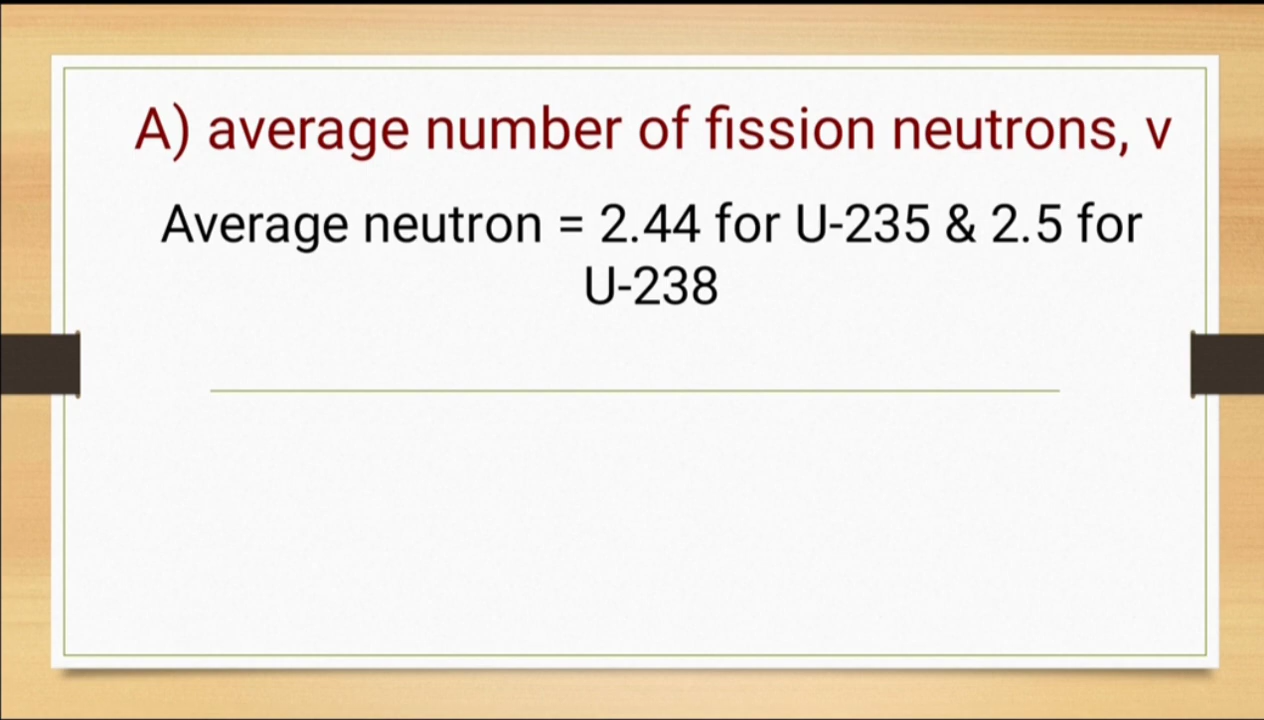 A) average number of fission neutrons, v
Average neutron = 2.44 for U-235 & 2.5 for
U-238